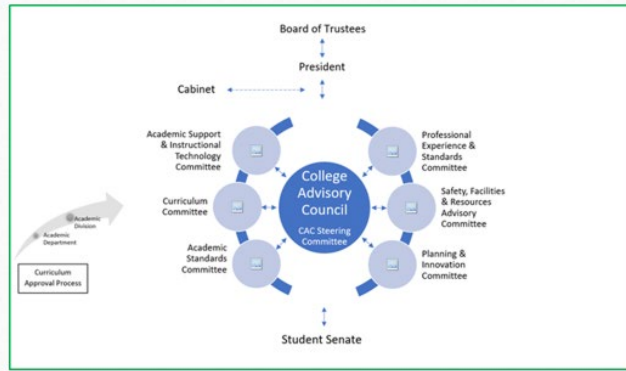 Board of Trustees
President
Cabinet
Academic Support
& Instructional
Technology
Committee
Professional
Experience &
Standards
Committee
College
Advisory
Council
CAC Steering
Committee
Curriculum
Committee
Safety, Facilities
& Resources
Advisory
Committee
Academic
Division
Academic
Department
Curriculum
Approval Process
Academic
Standards
Committee
Planning &
Innovation
Committee
Student Senate